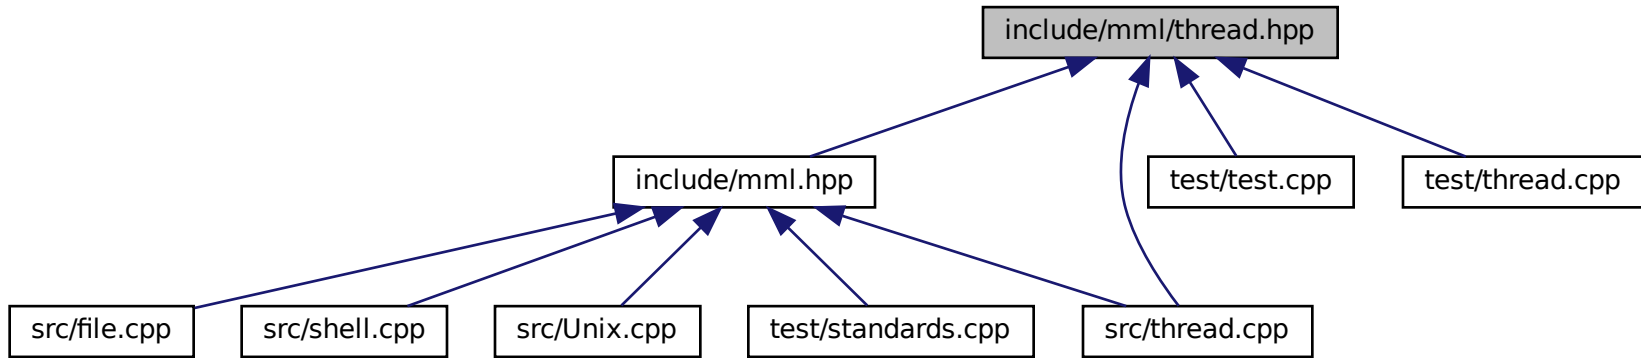 include/mml/thread.hpp
include/mml.hpp
test/test.cpp
test/thread.cpp
src/file.cpp
src/shell.cpp
src/Unix.cpp
test/standards.cpp
src/thread.cpp